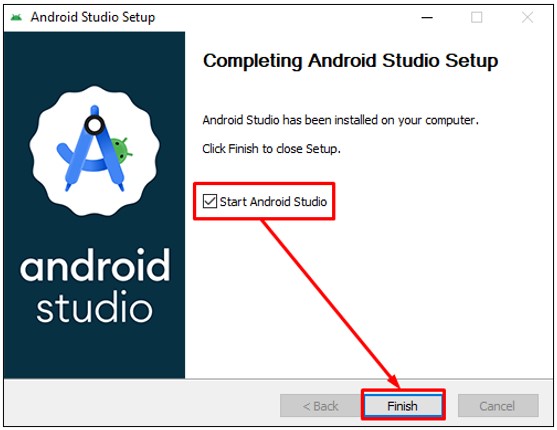 Android Studio Setup
Completing Android Studio Setup
Android Studio has been installed on your computer.
Click Finish to close Setup.
Start Android Studio
android
studio
< Back
Finish
Cancel